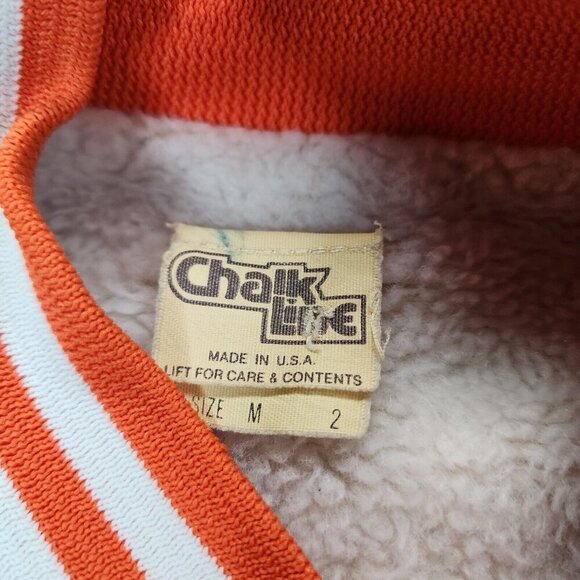 Chalk
Line
MADE IN U.S.A.
LIFT FOR CARE & CONTENTS
SIZE M 2